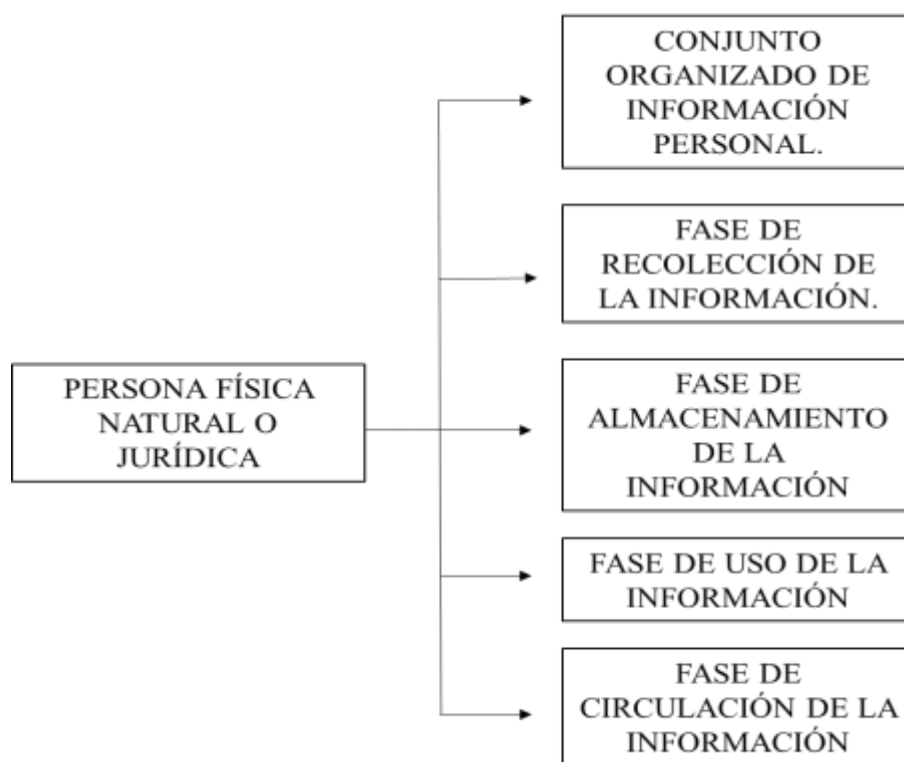 CONJUNTO
ORGANIZADO DE
INFORMACIÓN
PERSONAL.
FASE DE
RECOLECCIÓN DE
LA INFORMACIÓN.
PERSONA FÍSICA
NATURAL O
JURÍDICA
FASE DE
ALMACENAMIENTO
DE LA
INFORMACIÓN
FASE DE USO DE LA
INFORMACIÓN
FASE DE
CIRCULACIÓN DE LA
INFORMACIÓN